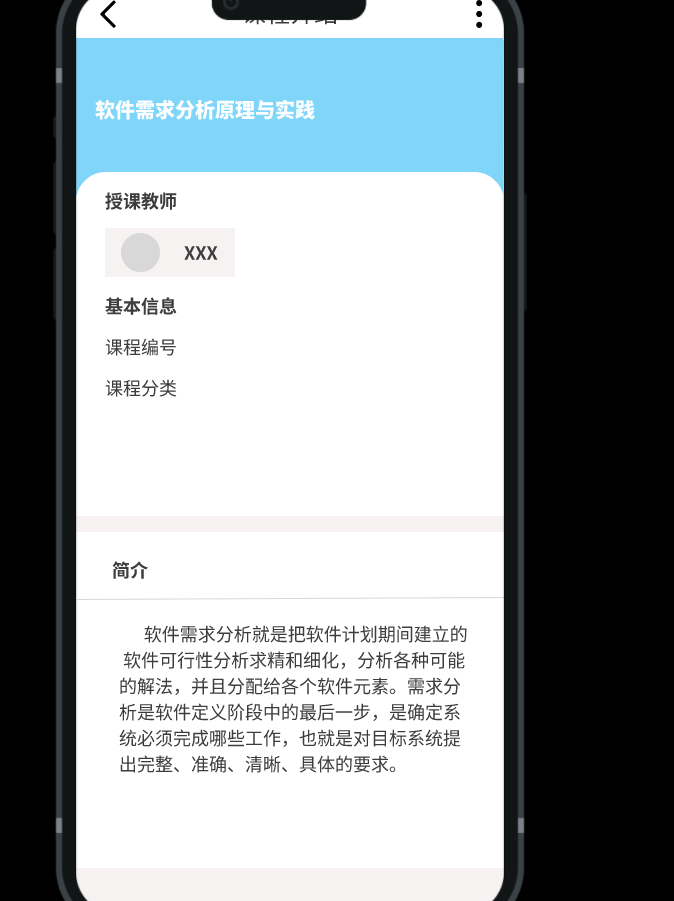 课程介绍
软件需求分析原理与实践
授课教师
XXX
基本信息
课程编号
课程分类
简介
软件需求分析就是把软件计划期间建立的
软件可行性分析求精和细化，分析各种可能
的解法，并且分配给各个软件元素。需求分
析是软件定义阶段中的最后一步，是确定系
统必须完成哪些工作，也就是对目标系统提
出完整、准确、清晰、具体的要求。